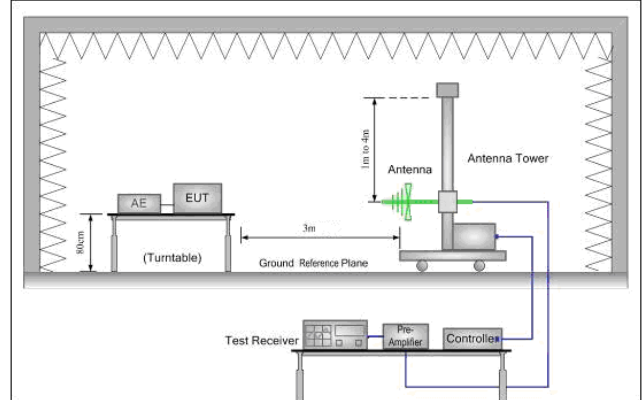 1m to 4m
Antenna
Antenna Tower
AE
EUT
80cm
3m
(Turntable)
Ground Reference Plane
Test Receiver
Pre-
Amplifier
Controller